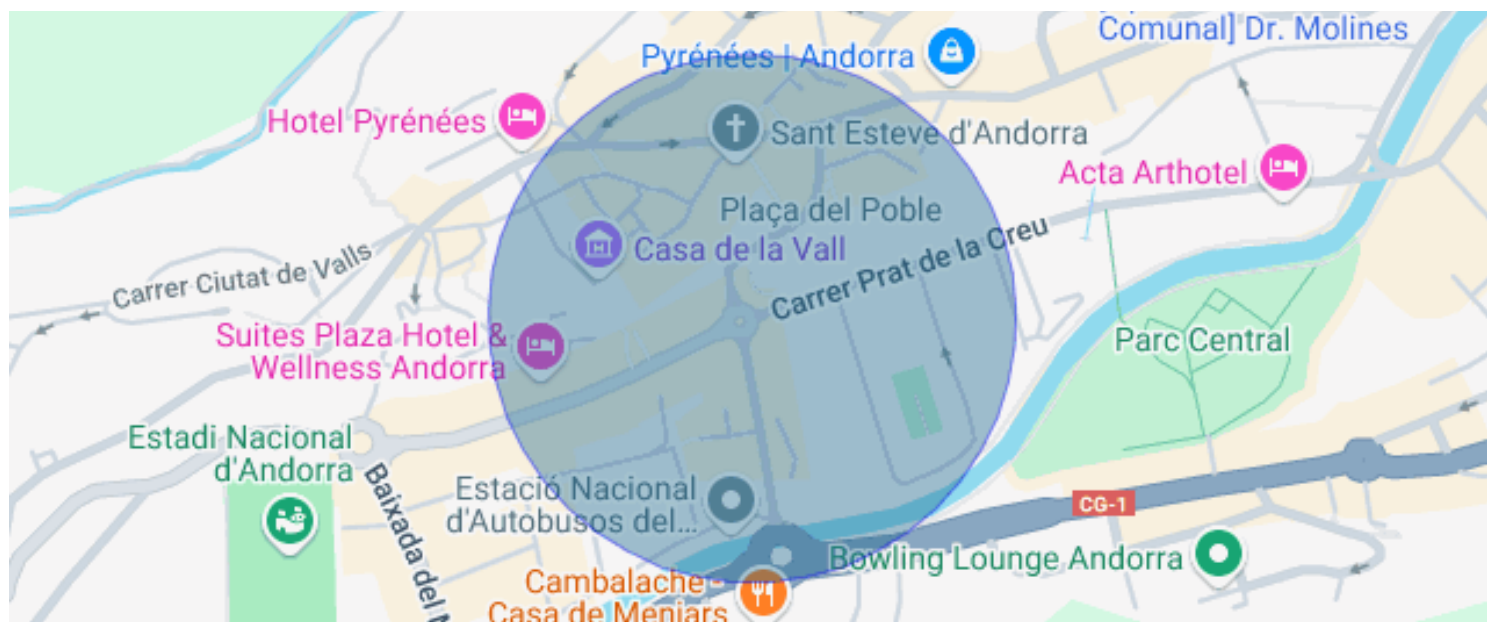 Comunal] Dr. Molines
Pyrénées | Andorra
Hotel Pyrénées
Sant Esteve d'Andorra
Acta Arthotel
Plaça del Poble
Casa de la Vall
Carrer Prat de la Creu
Carrer Ciutat de Valls
Suites Plaza Hotel &
Wellness Andorra
Parc Central
Estadi Nacional
d'Andorra
Baixada del
Estació Nacional
d'Autobusos del...
CG-1
Bowling Lounge Andorra
Cambalache -
Casa de Menjars